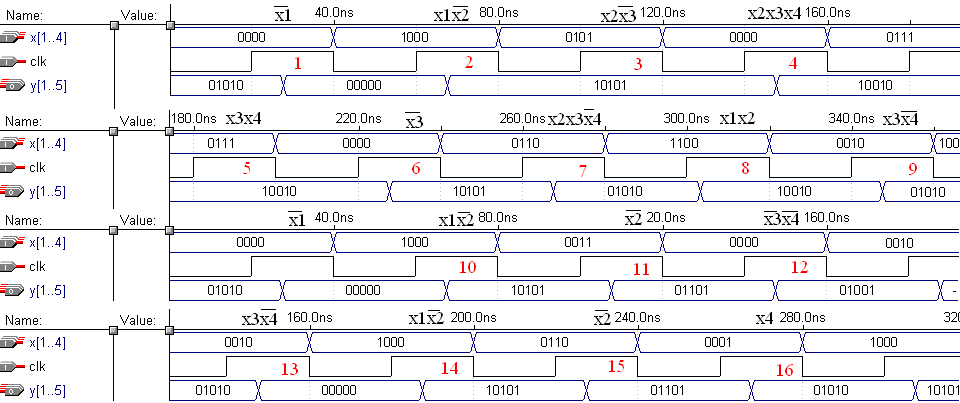 Name: Value: x̅1̅ 40.0ns x1x̅2̅ 80.0ns x2x̅3̅ 120.0ns x2x3x4 160.0ns
x[1..4] 0000 1000 0101 0000 0111
clk 1 2 3 4
y[1..5] 01010 00000 10101 10010
Name: Value: 180.0ns x3x4 220.0ns x̅3̅ 260.0ns x2x3x̅4̅ 300.0ns x1x2 340.0ns x3x̅4̅
x[1..4] 0111 0000 0110 1100 0010 100
clk 5 6 7 8 9
y[1..5] 10010 10101 01010 10010 01010
Name: Value: x̅1̅ 40.0ns x1x̅2̅ 80.0ns x̅2̅ 20.0ns x̅3̅x̅4̅ 160.0ns
x[1..4] 0000 1000 0011 0000 0010
clk 10 11 12
y[1..5] 01010 00000 10101 01101 01001 -
Name: Value: x3x̅4̅ 160.0ns x1x̅2̅ 200.0ns x̅2̅ 240.0ns x4 280.0ns 320
x[1..4] 0010 1000 0110 0001 1000
clk 13 14 15 16
y[1..5] 01010 00000 10101 01101 01010 10101